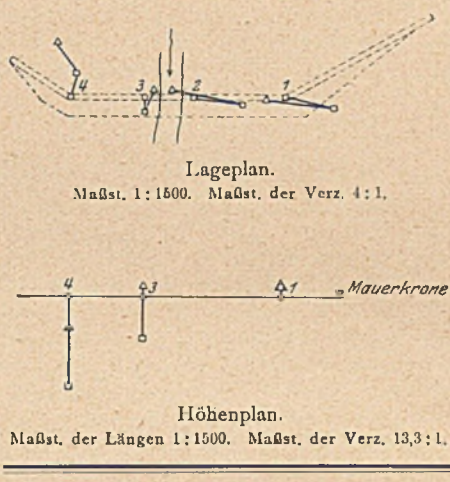 4 3 2 1
Lageplan.
Maßst. 1:1500. Maßst. der Verz. 4:1.
4 3 1 Mauerkrone
Höhenplan.
Maßst. der Längen 1:1500. Maßst. der Verz. 13,3:1.